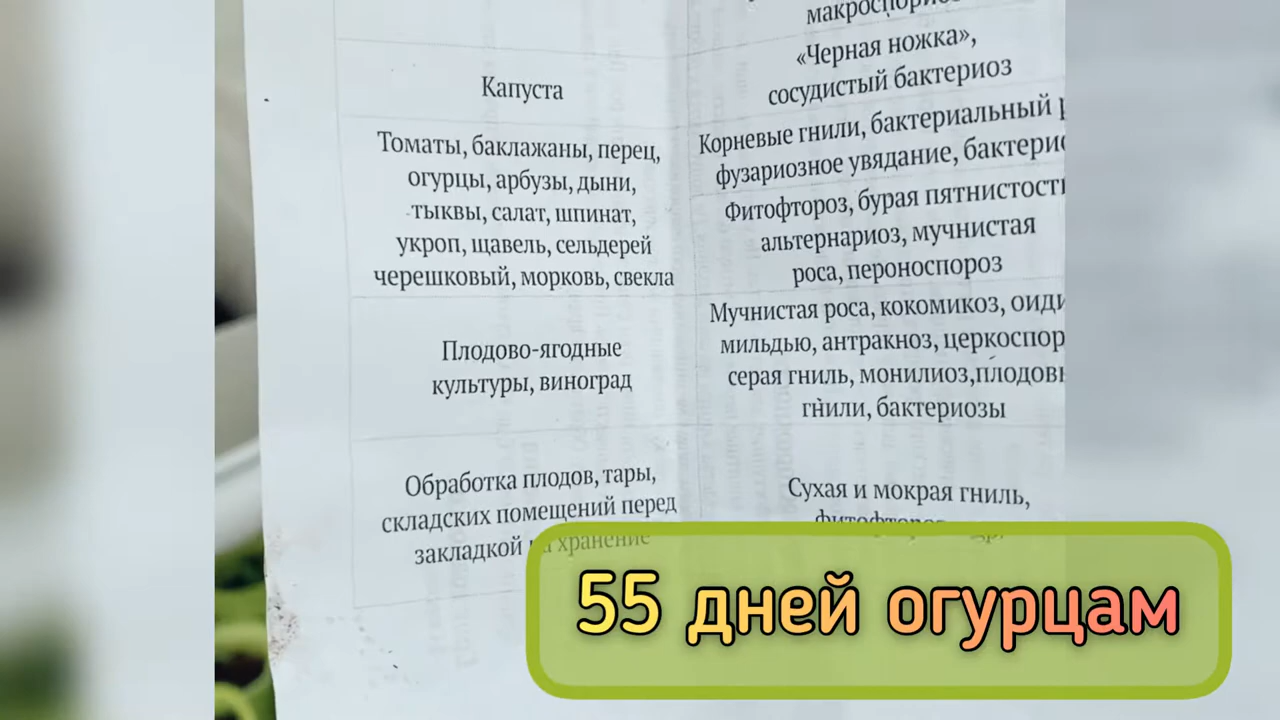 Капуста
Томаты, баклажаны, перец,
огурцы, арбузы, дыни,
тыквы, салат, шпинат,
укроп, щавель, сельдерей
черешковый, морковь, свекла
Плодово-ягодные
культуры, виноград
Обработка плодов, тары,
складских помещений перед
закладкой на хранение
«Черная ножка»,
сосудистый бактериоз
Корневые гнили, бактериальный
фузариозное увядание,
Фитофтороз, бурая
альтернариоз, мучнистая
роса, пероноспороз
Мучнистая роса, кокомикоз,
мильдью, антракноз,
серая гниль, монилиоз,
гнили, бактериозы
Сухая и мокрая гниль,
55 дней огурцам